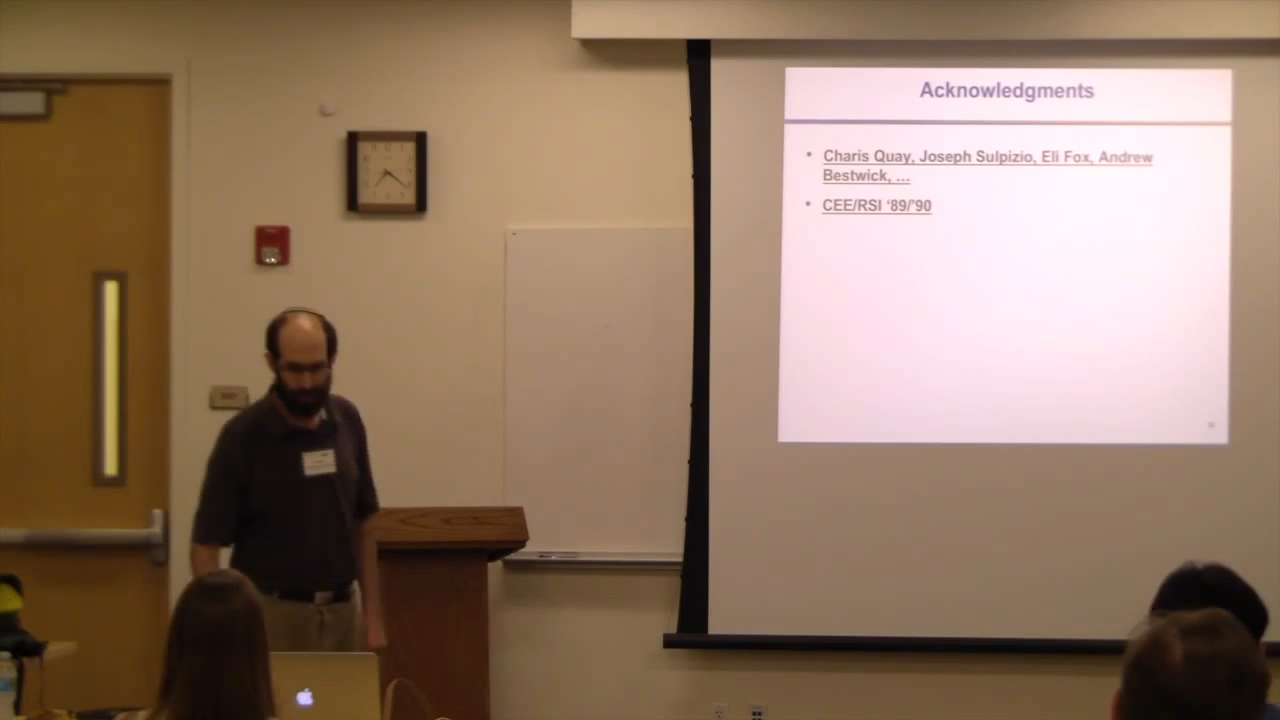 Acknowledgments
• Charis Quay, Joseph Sulpizio, Eli Fox, Andrew
Bestwick, ...
• CEE/RSI ‘89/’90